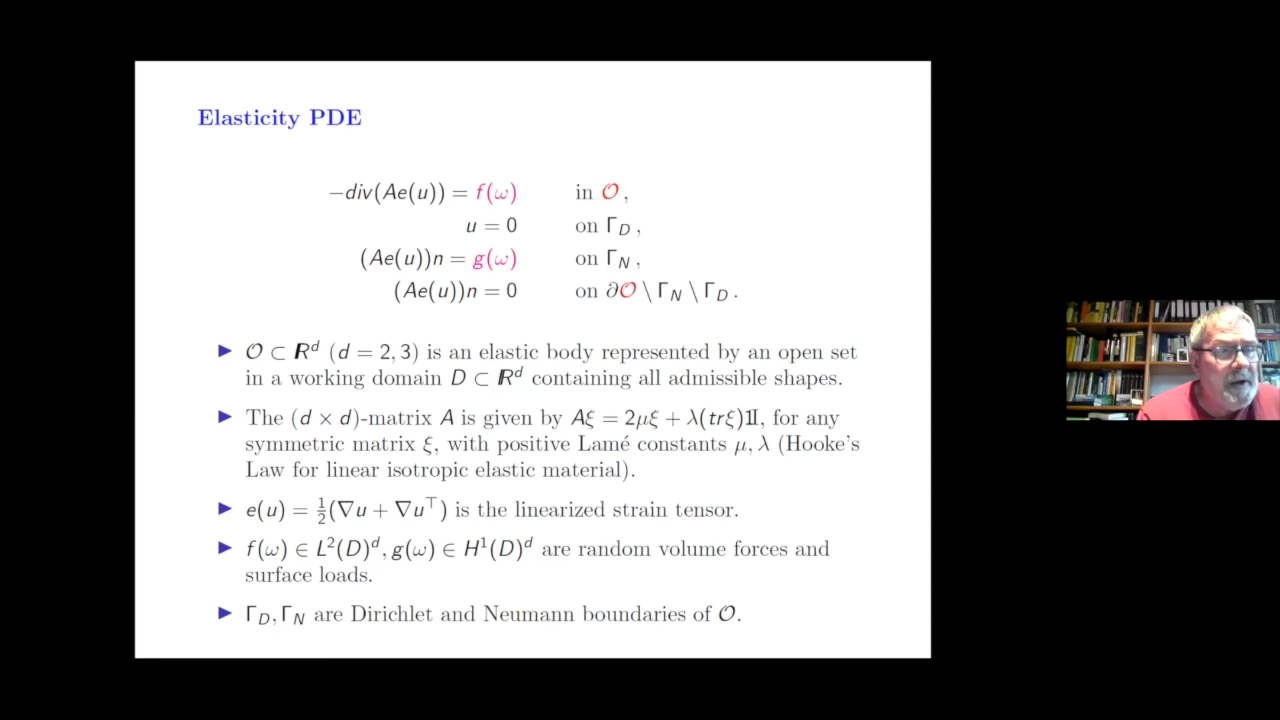 Elasticity PDE
−div(Ae(u)) = f(ω) in 𝒪,
u = 0 on Γ_D,
(Ae(u))n = g(ω) on Γ_N,
(Ae(u))n = 0 on ∂𝒪 \ Γ_N \ Γ_D.
▶ 𝒪 ⊂ ℝ^d (d = 2, 3) is an elastic body represented by an open set
in a working domain D ⊂ ℝ^d containing all admissible shapes.
▶ The (d × d)-matrix A is given by Aξ = 2μξ + λ(trξ)𝟙, for any
symmetric matrix ξ, with positive Lamé constants μ, λ (Hooke's
Law for linear isotropic elastic material).
▶ e(u) = ½(∇u + ∇u^⊤) is the linearized strain tensor.
▶ f(ω) ∈ L²(D)^d, g(ω) ∈ H¹(D)^d are random volume forces and
surface loads.
▶ Γ_D, Γ_N are Dirichlet and Neumann boundaries of 𝒪.